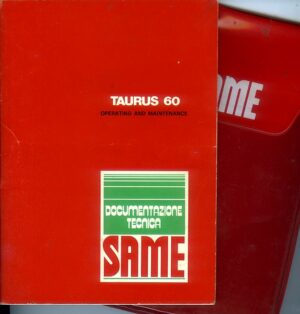 TAURUS 60
OPERATING AND MAINTENANCE
DOCUMENTAZIONE
TECNICA
SAME
AME